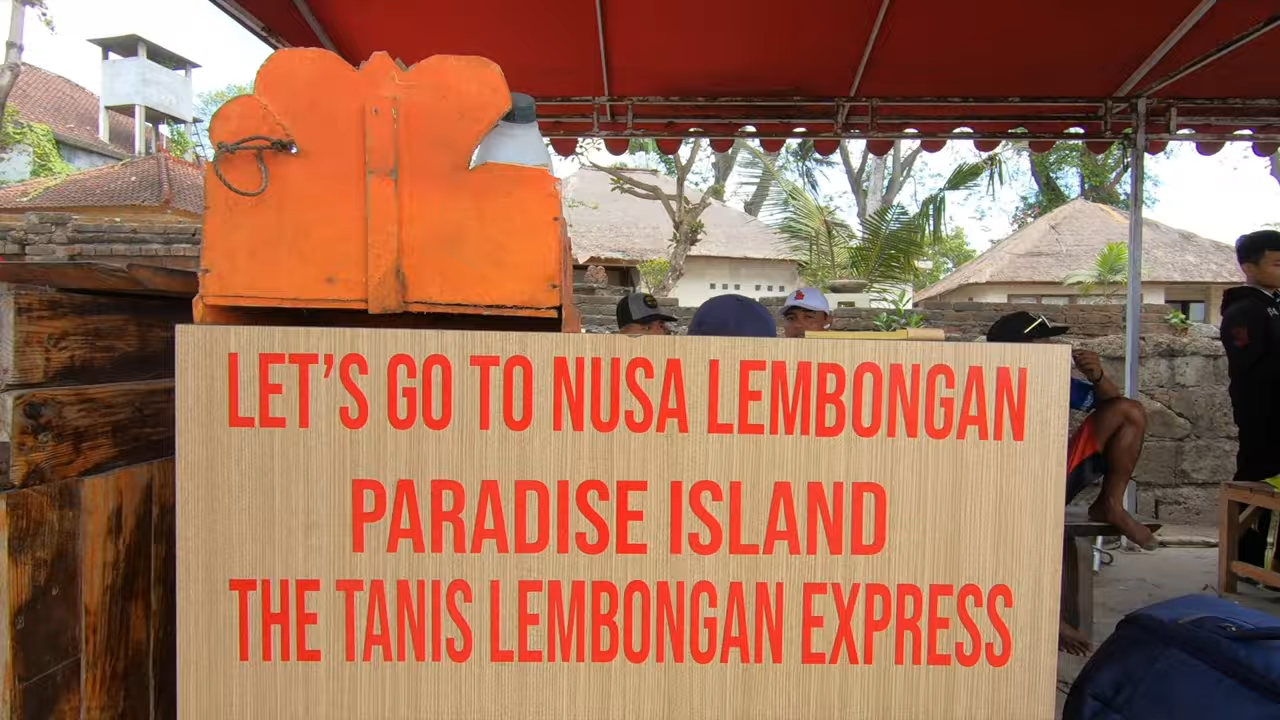 LET'S GO TO NUSA LEMBONGAN
PARADISE ISLAND
THE TANIS LEMBONGAN EXPRESS